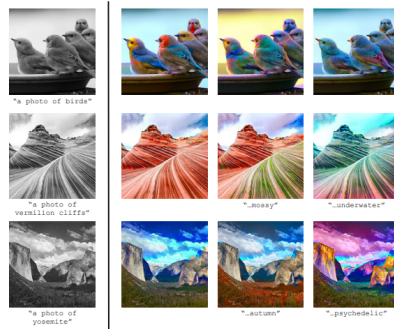 "a photo of birds"
"a photo of
vermilion cliffs"
"…mossy"
"…underwater"
"a photo of
yosemite"
"…autumn"
"…psychedelic"